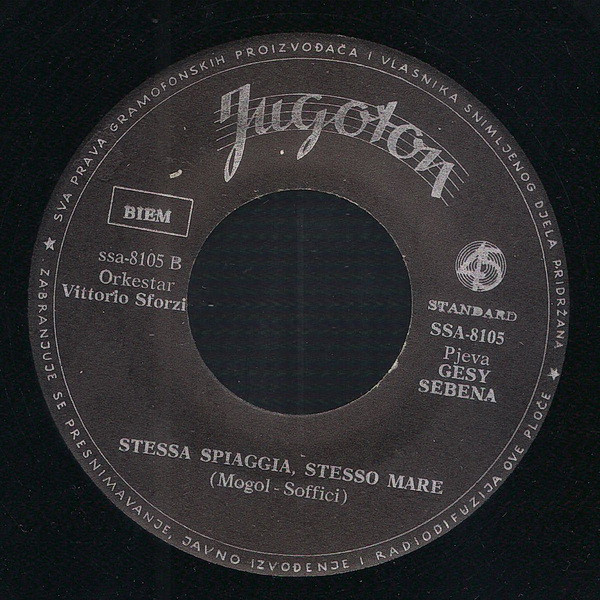 SVA PRAVA GRAMOFONSKIH PROIZVOĐAČA I VLASNIKA SNIMLJENOG DJELA PRIDRŽANA
Jugoton
BIEM
ssa-8105 B
Orkestar
Vittorio Sforzi
45
STANDARD
SSA-8105
Pjeva
GESY
SEBENA
STESSA SPIAGGIA, STESSO MARE
(Mogol - Soffici)
ZABRANJUJE SE PRESNIMAVANJE, JAVNO IZVOĐENJE I RADIODIFUZIJA OVE PLOČE